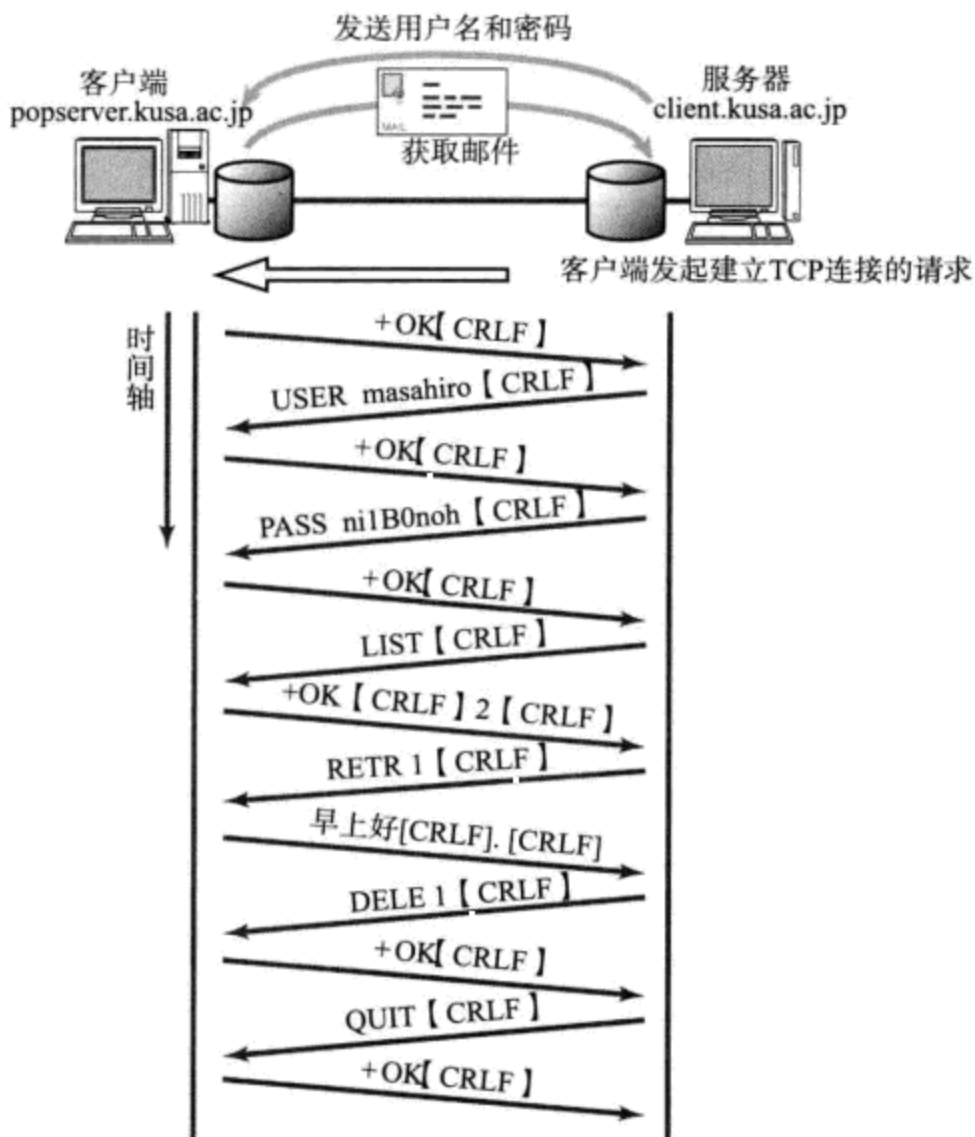 发送用户名和密码
客户端
popserver.kusa.ac.jp
服务器
client.kusa.ac.jp
MAIL
获取邮件
客户端发起建立TCP连接的请求
时间轴
+OK【CRLF】
USER masahiro【CRLF】
+OK【CRLF】
PASS ni1B0noh【CRLF】
+OK【CRLF】
LIST【CRLF】
+OK【CRLF】2【CRLF】
RETR 1【CRLF】
早上好[CRLF]. [CRLF]
DELE 1【CRLF】
+OK【CRLF】
QUIT【CRLF】
+OK【CRLF】